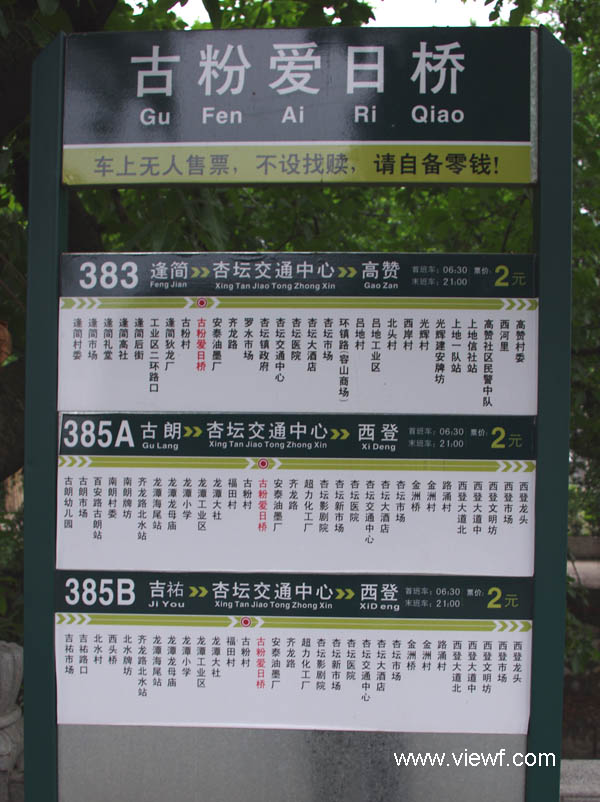 古粉爱日桥
Gu Fen Ai Ri Qiao
车上无人售票，不设找赎，请自备零钱!
383 逢简 >> 杏坛交通中心 >> 高赞 首班车: 06:30 票价: 2元
Feng Jian Xing Tan Jiao Tong Zhong Xin Gao Zan 末班车: 21:00
逢简村委
逢简市场
逢简礼堂
逢简高社
逢简后街
工业区二环路口
逢简狄龙厂
古粉村
古粉爱日桥
安泰油墨厂
齐龙路
罗水市场
杏坛镇政府
杏坛交通中心
杏坛医院
杏坛大酒店
杏坛市场
环镇路(容山商场)
吕地村
吕地工业区
北头村
西岸村
光辉村
光辉建安牌坊
上地一队站
上地信社站
高赞社区民警中队
西河里
高赞村委
385A 古朗 >> 杏坛交通中心 >> 西登 首班车: 06:30 票价: 2元
Gu Lang Xing Tan Jiao Tong Zhong Xin Xi Deng 末班车: 21:00
古朗幼儿园
古朗市场
百安路古朗站
南朗村委
南朗牌坊
齐龙路北水站
龙潭海尾站
龙潭龙母庙
龙潭小学
龙潭工业区
龙潭大社
福田村
古粉村
古粉爱日桥
安泰油墨厂
齐龙路
超力化工厂
杏坛影剧院
杏坛新市场
杏坛医院
杏坛交通中心
杏坛大酒店
杏坛市场
金洲桥
金洲村
路涌村
西登大道北
西登大道中
西登文明坊
西登市场
西登龙头
385B 吉祐 >> 杏坛交通中心 >> 西登 首班车: 06:30 票价: 2元
Ji You Xing Tan Jiao Tong Zhong Xin XiDeng 末班车: 21:00
吉祐市场
吉祐路口
北水村
西头桥
北水牌坊
齐龙路北水站
龙潭海尾站
龙潭龙母庙
龙潭小学
龙潭工业区
龙潭大社
福田村
古粉村
古粉爱日桥
安泰油墨厂
齐龙路
超力化工厂
杏坛影剧院
杏坛新市场
杏坛医院
杏坛交通中心
杏坛大酒店
杏坛市场
金洲桥
金洲村
路涌村
西登大道北
西登大道中
西登文明坊
西登市场
西登龙头
www.viewf.com